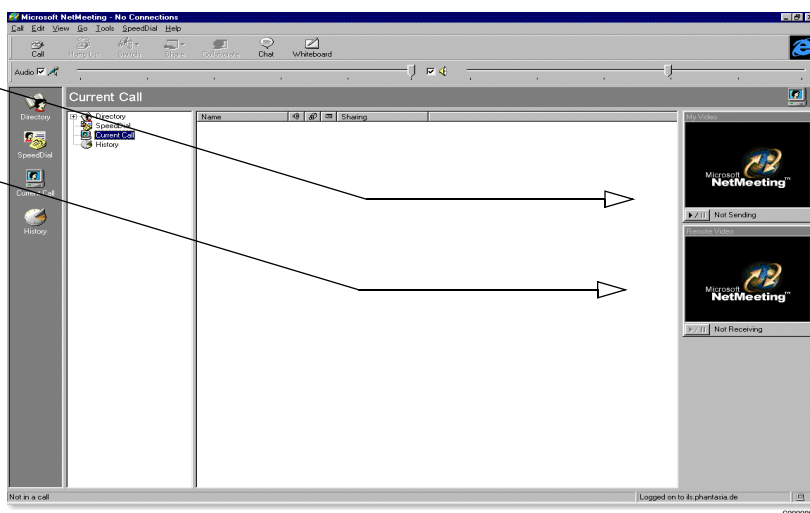 Microsoft NetMeeting - No Connections
Call Edit View Go Tools SpeedDial Help
Call Hang Up Switch Share Collaborate Chat Whiteboard
Audio
Current Call
Directory
SpeedDial
Current Call
History
Directory
SpeedDial
Current Call
History
Name Sharing
My Video
Microsoft
NetMeeting™
Not Sending
Remote Video
Microsoft
NetMeeting™
Not Receiving
Not in a call
Logged on to ils.phantasia.de